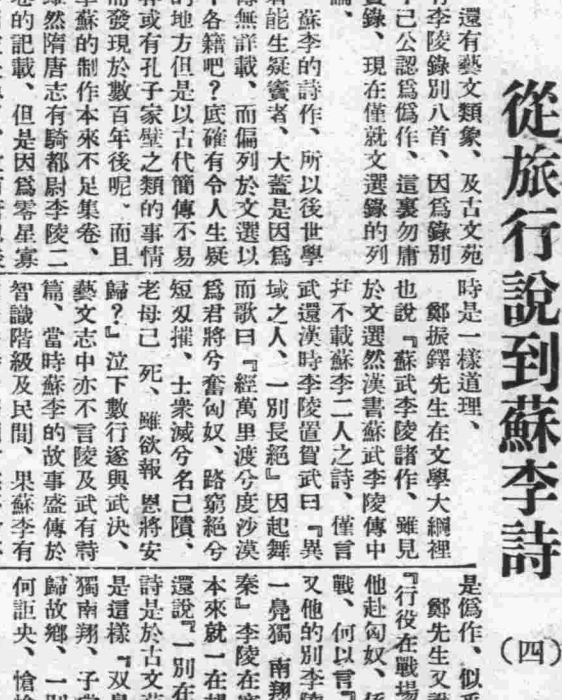 從旅行說到蘇李詩
（四）
還有藝文類象、及古文苑
有李陵錄別八首、因爲錄別
己公認爲僞作、這裏勿庸
錄、現在僅就文選錄的列
蘇李的詩作、所以後世學
能生疑竇者、大蓋是因爲
無詳載、而偏列於文選以
各籍吧？底確有令人生疑
的地方但是以古代簡傳不易
或有孔子家壁之類的事情
發現於數百年後呢、而且
蘇的制作本來不足集卷、
然隋唐志有騎都尉李陵二
的記載、但是因爲零星寡
時是一樣道理、
鄭振鐸先生在文學大綱裡
也說『蘇武李陵諸作、雖見
於文選然漢書蘇武李陵傳中
幷不載蘇李二人之詩、僅言
武還漢時李陵置賀武曰『異
域之人、一別長絕』因起舞
而歌曰『經萬里渡兮度沙漠
爲君將兮奮匈奴、路窮絕兮
短刄摧、士衆滅兮名己隤、
老母己 死、雖欲報 恩將安
歸？』泣下數行遂與武決、
藝文志中亦不言陵及武有詩
篇、當時蘇李的故事盛傳於
智識階級及民間、果蘇李有
是僞作、似
鄭先生又
『行役在戰場
他赴匈奴、
戰、何以言『
又他的別李陵
一鳧獨 南翔
秦』李陵在
本來就一在
還說『一別在
詩是於古文
是這樣『双鳧
獨南翔、子
歸故鄉、一別
何詎央、愴